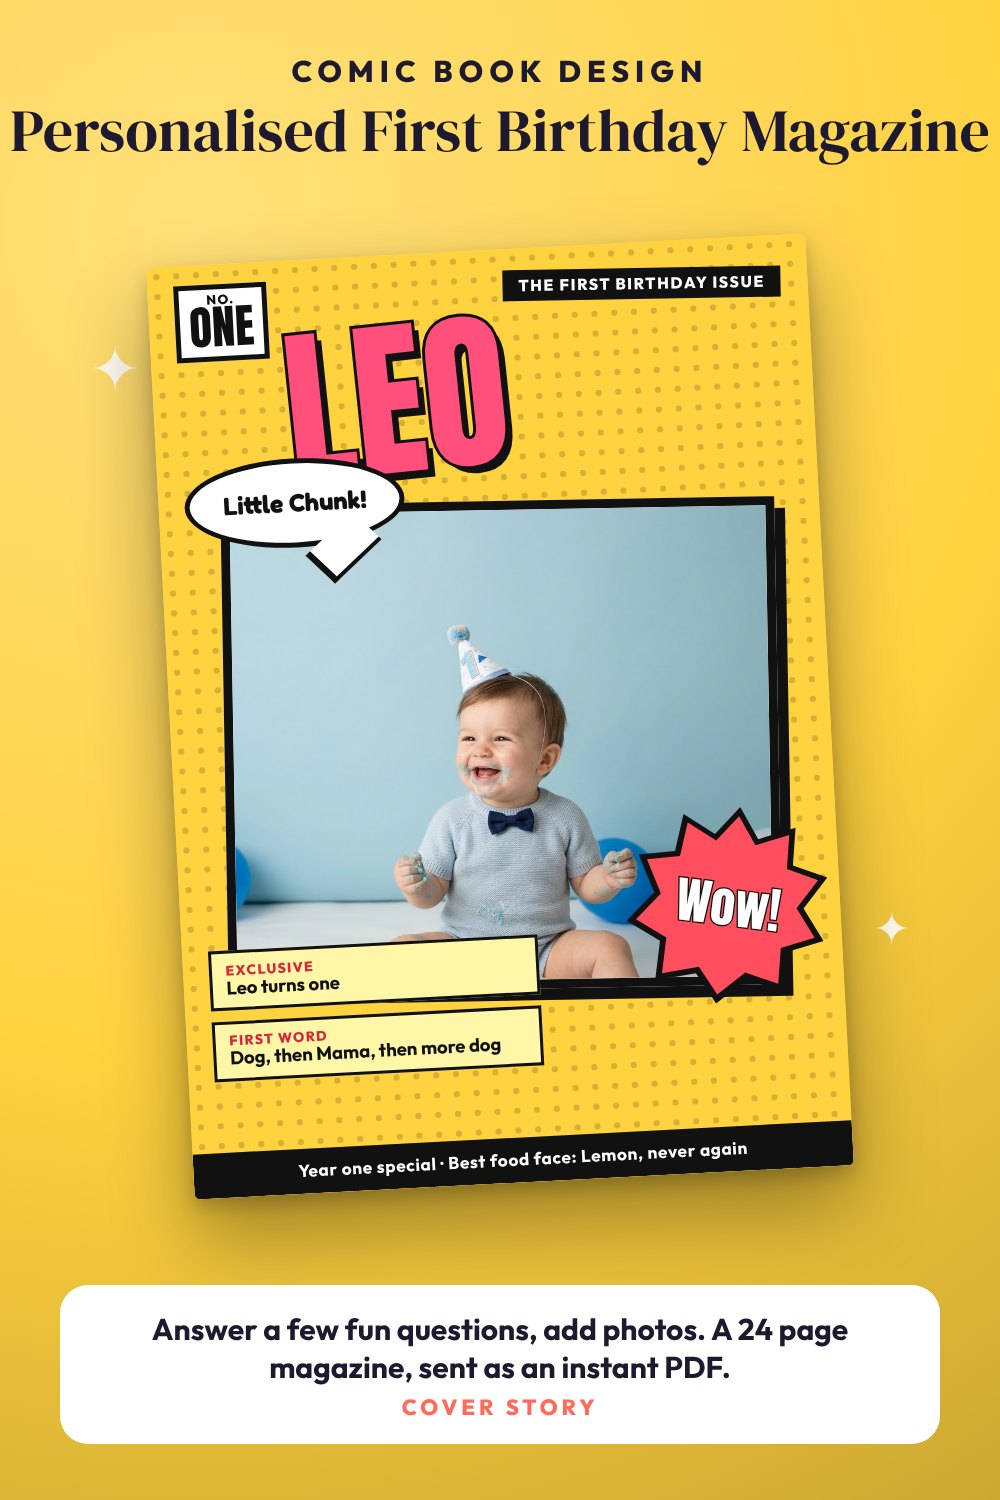 COMIC BOOK DESIGN
Personalised First Birthday Magazine
NO.
ONE
THE FIRST BIRTHDAY ISSUE
LEO
Little Chunk!
1
Wow!
EXCLUSIVE
Leo turns one
FIRST WORD
Dog, then Mama, then more dog
Year one special · Best food face: Lemon, never again
Answer a few fun questions, add photos. A 24 page
magazine, sent as an instant PDF.
COVER STORY